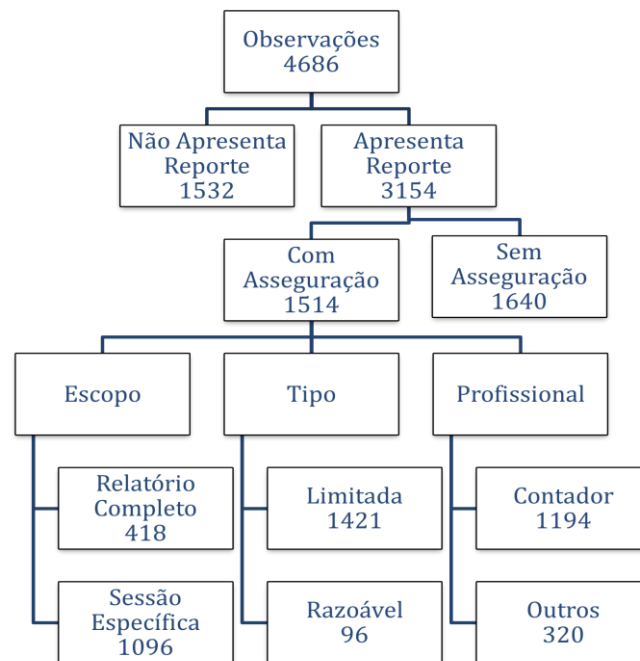 Observações
4686
Não Apresenta
Reporte
1532
Apresenta
Reporte
3154
Com
Asseguração
1514
Sem
Asseguração
1640
Escopo
Tipo
Profissional
Relatório
Completo
418
Limitada
1421
Contador
1194
Sessão
Específica
1096
Razoável
96
Outros
320